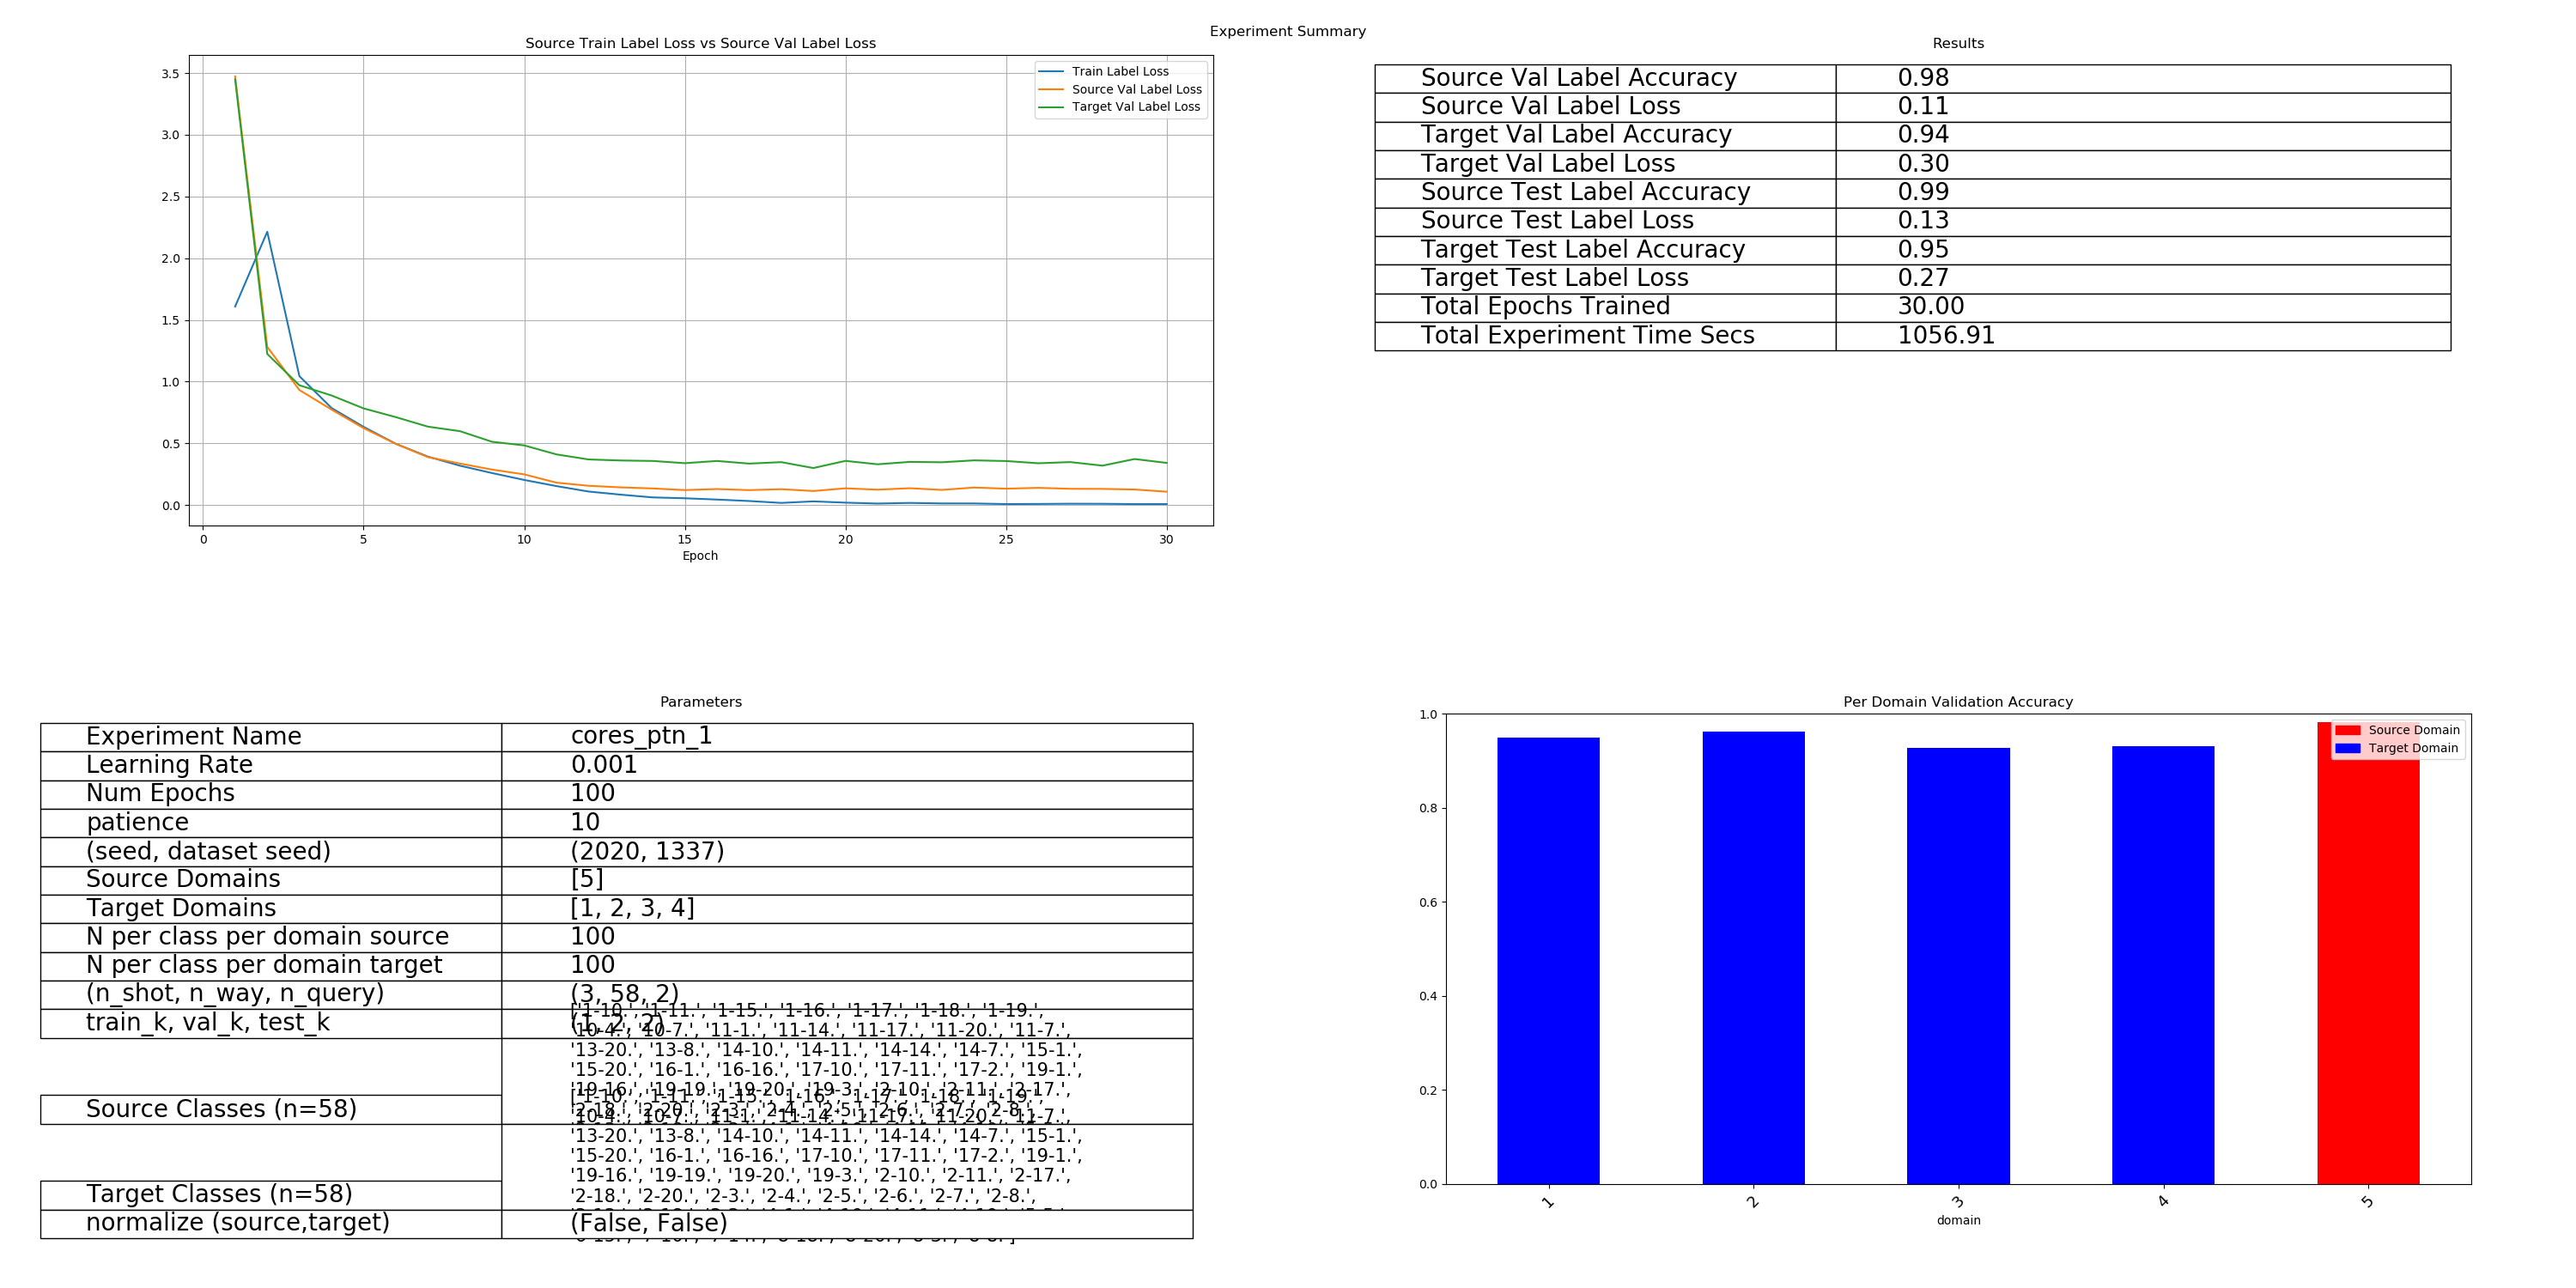 Experiment Summary
Source Train Label Loss vs Source Val Label Loss
3.5
3.0
2.5
2.0
1.5
1.0
0.5
0.0
0 5 10 15 20 25 30
Epoch
Train Label Loss
Source Val Label Loss
Target Val Label Loss
Results
Source Val Label Accuracy 0.98
Source Val Label Loss 0.11
Target Val Label Accuracy 0.94
Target Val Label Loss 0.30
Source Test Label Accuracy 0.99
Source Test Label Loss 0.13
Target Test Label Accuracy 0.95
Target Test Label Loss 0.27
Total Epochs Trained 30.00
Total Experiment Time Secs 1056.91
Parameters
Experiment Name cores_ptn_1
Learning Rate 0.001
Num Epochs 100
patience 10
(seed, dataset seed) (2020, 1337)
Source Domains [5]
Target Domains [1, 2, 3, 4]
N per class per domain source 100
N per class per domain target 100
(n_shot, n_way, n_query) (3, 58, 2)
['1-10.', '1-11.', '1-15.', '1-16.', '1-17.', '1-18.', '1-19.',
train_k, val_k, test_k (1, 2, 2)
'10-4.', '10-7.', '11-1.', '11-14.', '11-17.', '11-20.', '11-7.',
'13-20.', '13-8.', '14-10.', '14-11.', '14-14.', '14-7.', '15-1.',
'15-20.', '16-1.', '16-16.', '17-10.', '17-11.', '17-2.', '19-1.',
'19-16.', '19-19.', '19-20.', '19-3.', '2-10.', '2-11.', '2-17.',
Source Classes (n=58)
['1-10.', '1-11.', '1-15.', '1-16.', '1-17.', '1-18.', '1-19.',
'2-18.', '2-20.', '2-3.', '2-4.', '2-5.', '2-6.', '2-7.', '2-8.',
'10-4.', '10-7.', '11-1.', '11-14.', '11-17.', '11-20.', '11-7.',
'13-20.', '13-8.', '14-10.', '14-11.', '14-14.', '14-7.', '15-1.',
'15-20.', '16-1.', '16-16.', '17-10.', '17-11.', '17-2.', '19-1.',
'19-16.', '19-19.', '19-20.', '19-3.', '2-10.', '2-11.', '2-17.',
Target Classes (n=58)
'2-18.', '2-20.', '2-3.', '2-4.', '2-5.', '2-6.', '2-7.', '2-8.',
normalize (source,target) (False, False)
Per Domain Validation Accuracy
1.0
0.8
0.6
0.4
0.2
0.0
1 2 3 4 5
domain
Source Domain
Target Domain